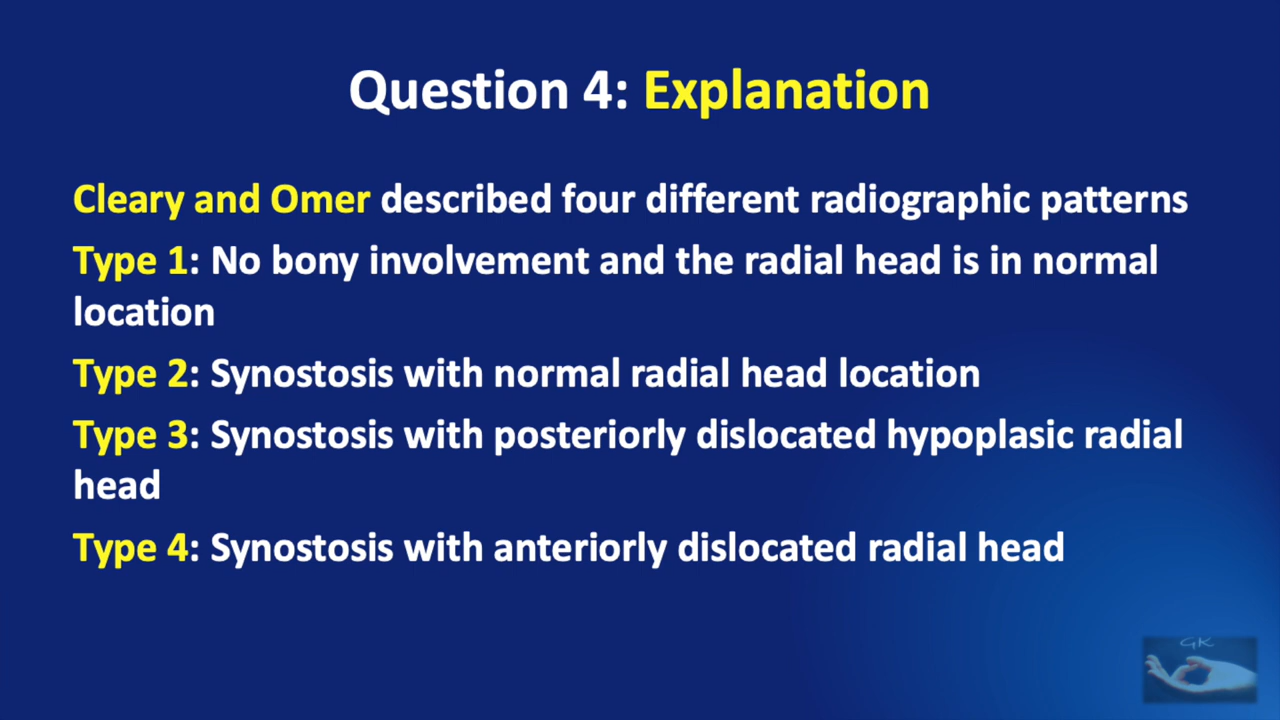 Question 4: Explanation
Cleary and Omer described four different radiographic patterns
Type 1: No bony involvement and the radial head is in normal
location
Type 2: Synostosis with normal radial head location
Type 3: Synostosis with posteriorly dislocated hypoplasic radial
head
Type 4: Synostosis with anteriorly dislocated radial head
GK